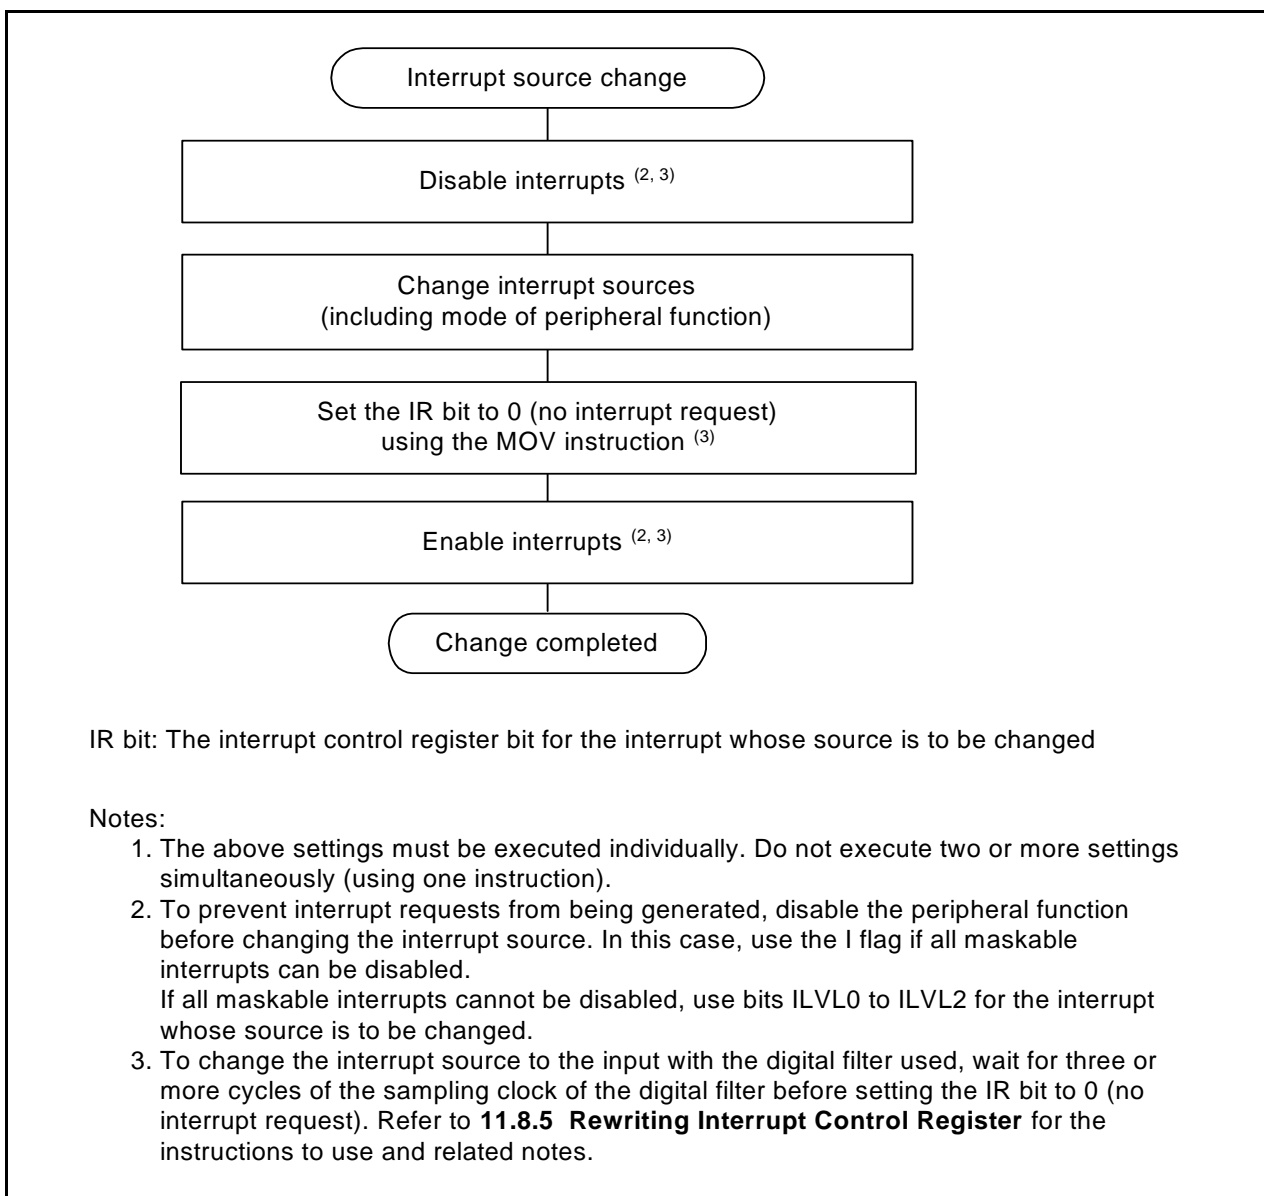 Interrupt source change
Disable interrupts (2, 3)
Change interrupt sources
(including mode of peripheral function)
Set the IR bit to 0 (no interrupt request)
using the MOV instruction (3)
Enable interrupts (2, 3)
Change completed
IR bit: The interrupt control register bit for the interrupt whose source is to be changed
Notes:
1. The above settings must be executed individually. Do not execute two or more settings
simultaneously (using one instruction).
2. To prevent interrupt requests from being generated, disable the peripheral function
before changing the interrupt source. In this case, use the I flag if all maskable
interrupts can be disabled.
If all maskable interrupts cannot be disabled, use bits ILVL0 to ILVL2 for the interrupt
whose source is to be changed.
3. To change the interrupt source to the input with the digital filter used, wait for three or
more cycles of the sampling clock of the digital filter before setting the IR bit to 0 (no
interrupt request). Refer to 11.8.5 Rewriting Interrupt Control Register for the
instructions to use and related notes.